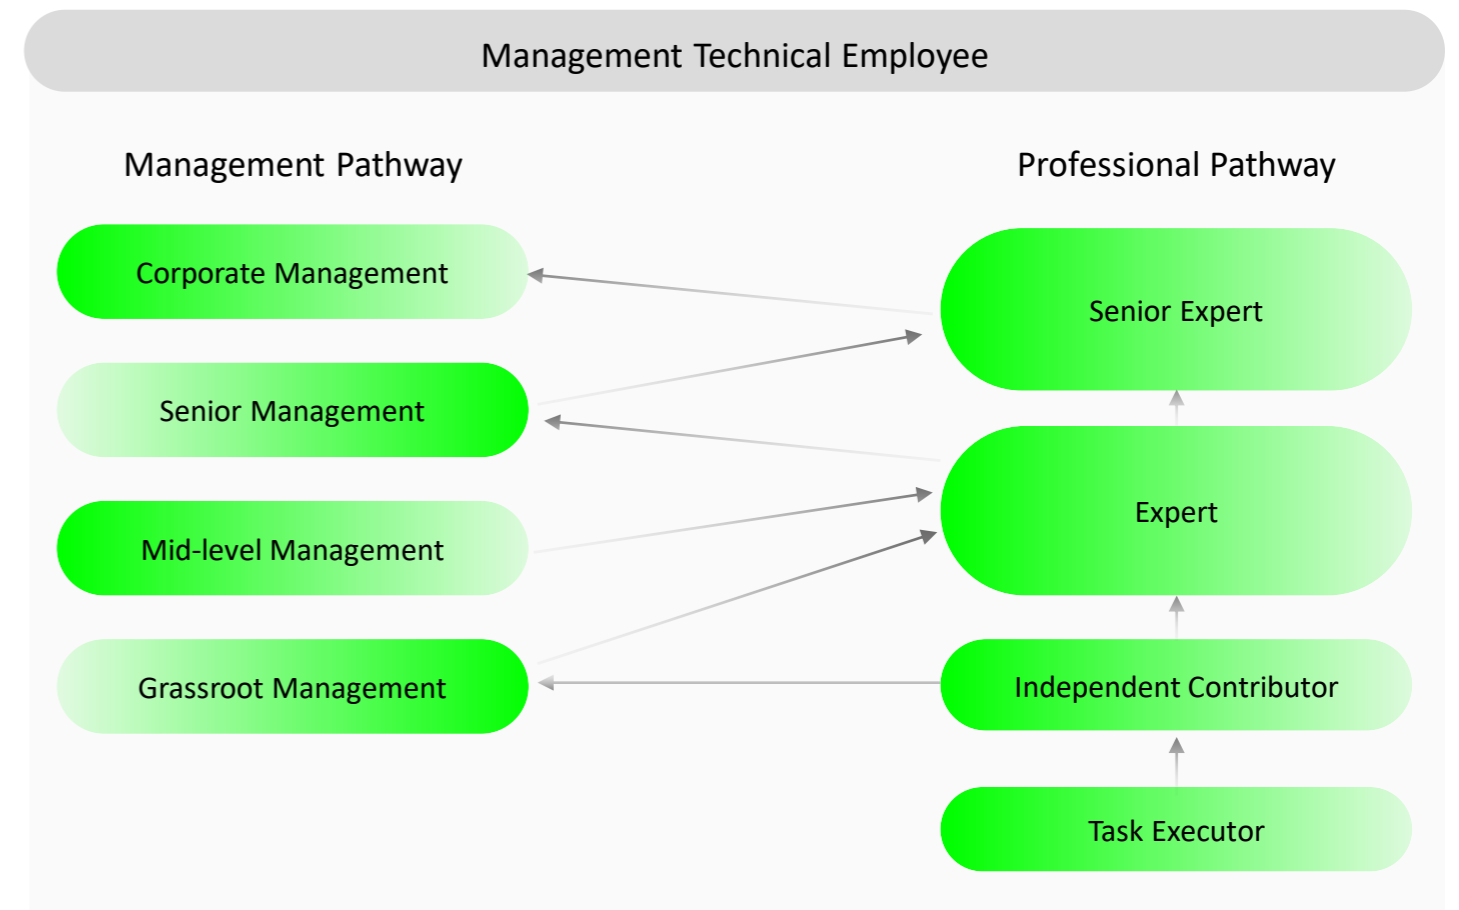 Management Technical Employee
Management Pathway
Professional Pathway
Corporate Management
Senior Expert
Senior Management
Expert
Mid-level Management
Grassroot Management
Independent Contributor
Task Executor